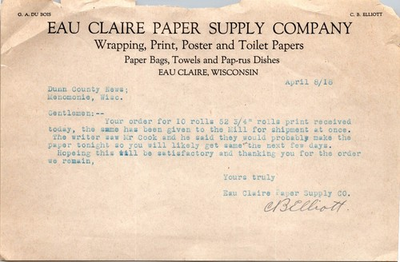 G. A. DU BOIS C. B. ELLIOTT
EAU CLAIRE PAPER SUPPLY COMPANY
Wrapping, Print, Poster and Toilet Papers
Paper Bags, Towels and Pap-rus Dishes
EAU CLAIRE, WISCONSIN
April 8/18
Dunn County News;
Menomonie, Wisc.
Gentlemen;--
Your order for 10 rolls 52 3/4" rolls print received
today, the same has been given to the Mill for shipment at once.
The writer saw Mr Cook and he said they would probably make the
paper tonight so you will likely get same the next few days.
Hopeing this will be satisfactory and thanking you for the order
we remain,
Yours truly
Eau Claire Paper Supply CO.
C B Elliott.